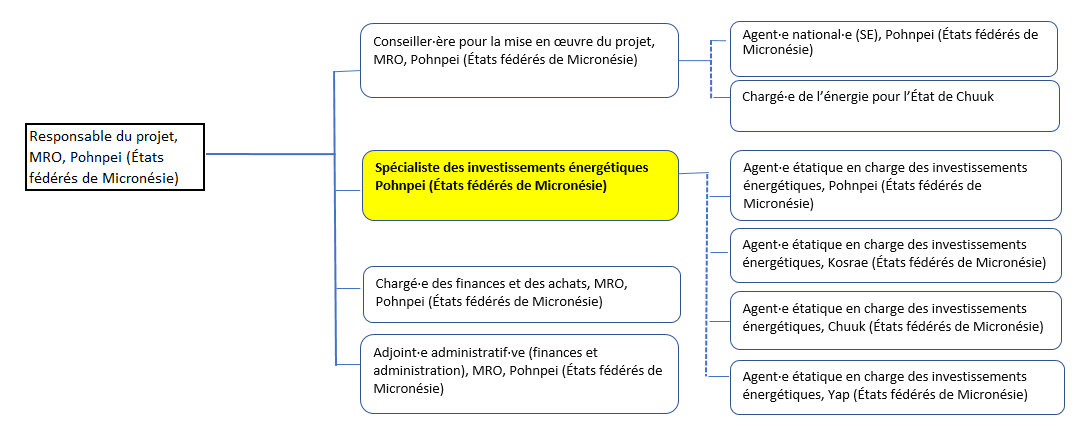 Responsable du projet,
MRO, Pohnpei (États
fédérés de Micronésie)
Conseiller·ère pour la mise en œuvre du projet,
MRO, Pohnpei (États fédérés de Micronésie)
Agent·e national·e (SE), Pohnpei (États fédérés de
Micronésie)
Chargé·e de l’énergie pour l’État de Chuuk
Spécialiste des investissements énergétiques
Pohnpei (États fédérés de Micronésie)
Agent·e étatique en charge des investissements
énergétiques, Pohnpei (États fédérés de
Micronésie)
Agent·e étatique en charge des investissements
énergétiques, Kosrae (États fédérés de Micronésie)
Agent·e étatique en charge des investissements
énergétiques, Chuuk (États fédérés de Micronésie)
Agent·e étatique en charge des investissements
énergétiques, Yap (États fédérés de Micronésie)
Chargé·e des finances et des achats, MRO,
Pohnpei (États fédérés de Micronésie)
Adjoint·e administratif·ve (finances et
administration), MRO, Pohnpei (États fédérés de
Micronésie)